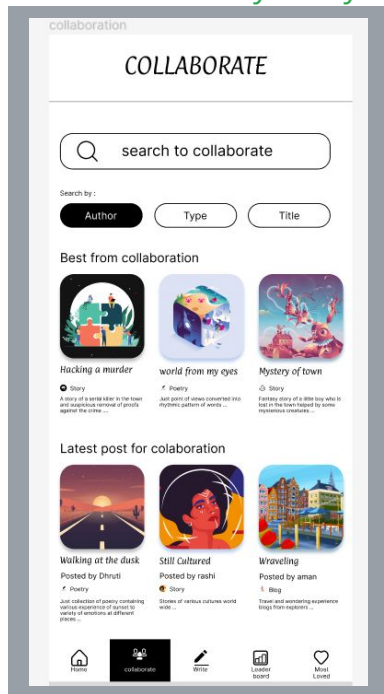 collaboration
COLLABORATE
search to collaborate
Search by :
Author
Type
Title
Best from collaboration
Hacking a murder
world from my eyes
Mystery of town
Story
Poetry
Story
A story of a serial killer in the town
and suspicious removal of proofs
against the crime ....
Just point of views converted into
rhythmic pattern of words ...
Fantasy story of a little boy who is
lost in the town helped by some
mysterious creatures ...
Latest post for colaboration
Walking at the dusk
Still Cultured
Wraveling
Posted by Dhruti
Posted by rashi
Posted by aman
Poetry
Story
Blog
Just collection of poetry containing
various experience of sunset to
variety of emotions at different
places ...
Stories of various cultures world
wide ...
Travel and wondering experience
blogs from explorers ...
Home
collaborate
Write
Leader
board
Most
Loved